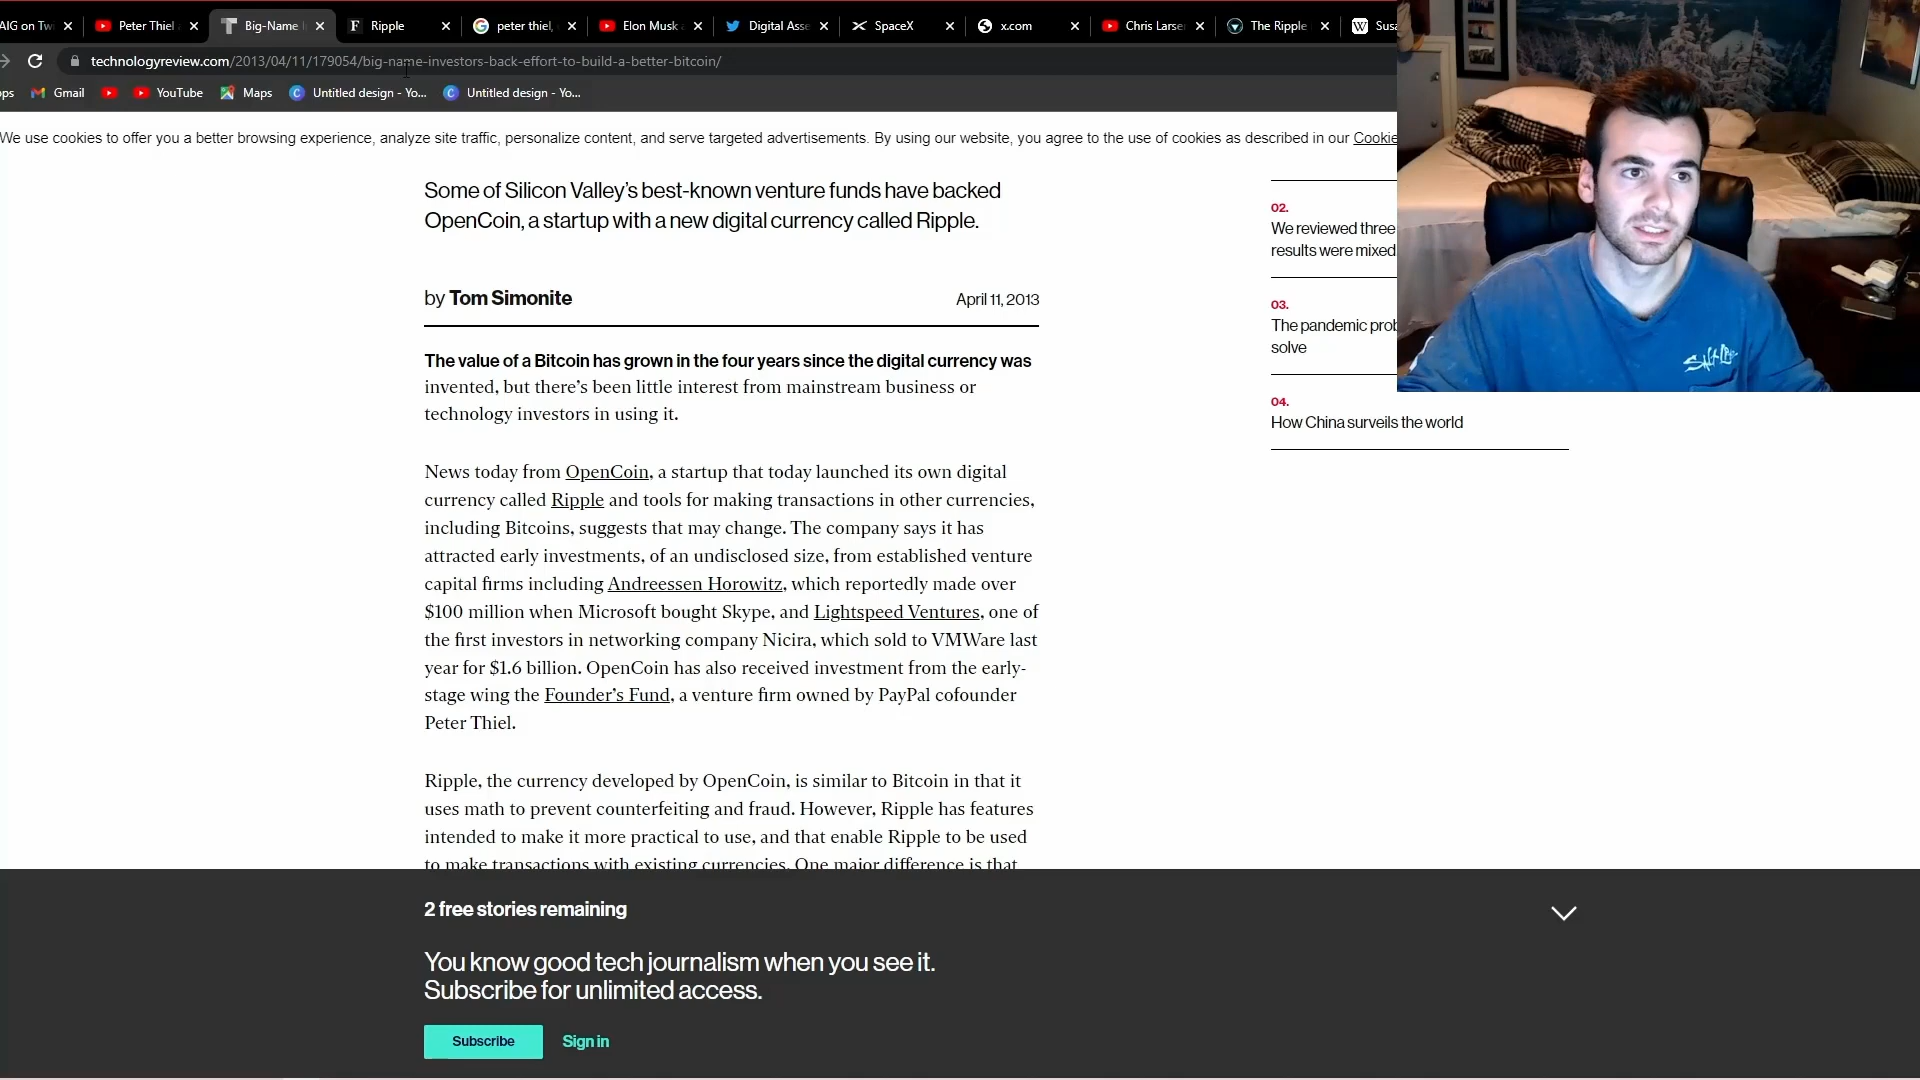 AIG on Tw
Peter Thiel
Big-Name
Ripple
peter thiel,
Elon Musk
Digital Asse
SpaceX
x.com
Chris Larse
The Ripple
Susa
technologyreview.com/2013/04/11/179054/big-name-investors-back-effort-to-build-a-better-bitcoin/
ps
Gmail
YouTube
Maps
Untitled design - Yo...
Untitled design - Yo...
We use cookies to offer you a better browsing experience, analyze site traffic, personalize content, and serve targeted advertisements. By using our website, you agree to the use of cookies as described in our Cookie
Some of Silicon Valley's best-known venture funds have backed
OpenCoin, a startup with a new digital currency called Ripple.
by Tom Simonite
April 11, 2013
The value of a Bitcoin has grown in the four years since the digital currency was
invented, but there's been little interest from mainstream business or
technology investors in using it.
News today from OpenCoin, a startup that today launched its own digital
currency called Ripple and tools for making transactions in other currencies,
including Bitcoins, suggests that may change. The company says it has
attracted early investments, of an undisclosed size, from established venture
capital firms including Andreessen Horowitz, which reportedly made over
$100 million when Microsoft bought Skype, and Lightspeed Ventures, one of
the first investors in networking company Nicira, which sold to VMWare last
year for $1.6 billion. OpenCoin has also received investment from the early-
stage wing the Founder's Fund, a venture firm owned by PayPal cofounder
Peter Thiel.
Ripple, the currency developed by OpenCoin, is similar to Bitcoin in that it
uses math to prevent counterfeiting and fraud. However, Ripple has features
intended to make it more practical to use, and that enable Ripple to be used
to make transactions with existing currencies. One major difference is that
02.
We reviewed three
results were mixed.
03.
The pandemic prob
solve
04.
How China surveils the world
2 free stories remaining
You know good tech journalism when you see it.
Subscribe for unlimited access.
Subscribe
Sign in